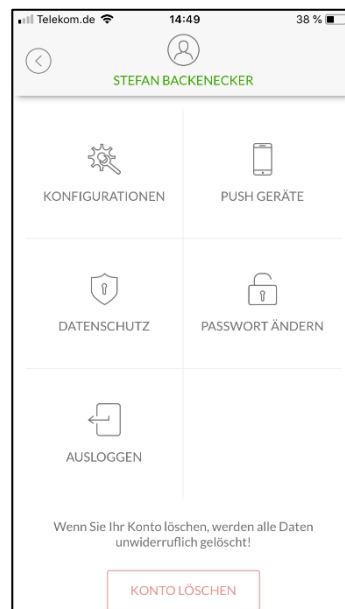 Telekom.de 14:49 38 %
STEFAN BACKENECKER
KONFIGURATIONEN PUSH GERÄTE
DATENSCHUTZ PASSWORT ÄNDERN
AUSLOGGEN
Wenn Sie Ihr Konto löschen, werden alle Daten
unwiderruflich gelöscht!
KONTO LÖSCHEN